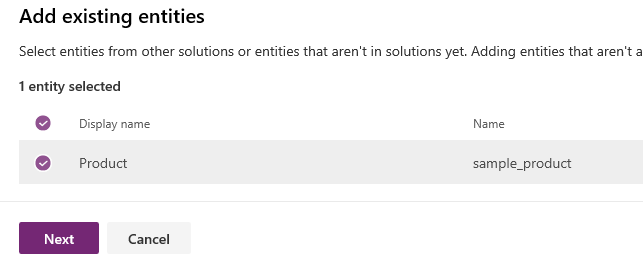 Add existing entities
Select entities from other solutions or entities that aren't in solutions yet. Adding entities that aren't a
1 entity selected
Display name Name
Product sample_product
Next Cancel